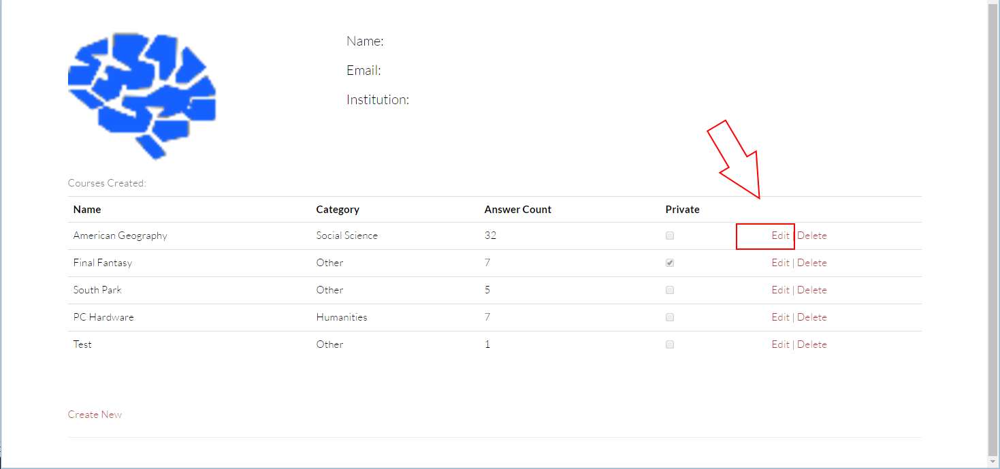 Name:
Email:
Institution:
Courses Created:
Name Category Answer Count Private
American Geography Social Science 32 Edit | Delete
Final Fantasy Other 7 Edit | Delete
South Park Other 5 Edit | Delete
PC Hardware Humanities 7 Edit | Delete
Test Other 1 Edit | Delete
Create New